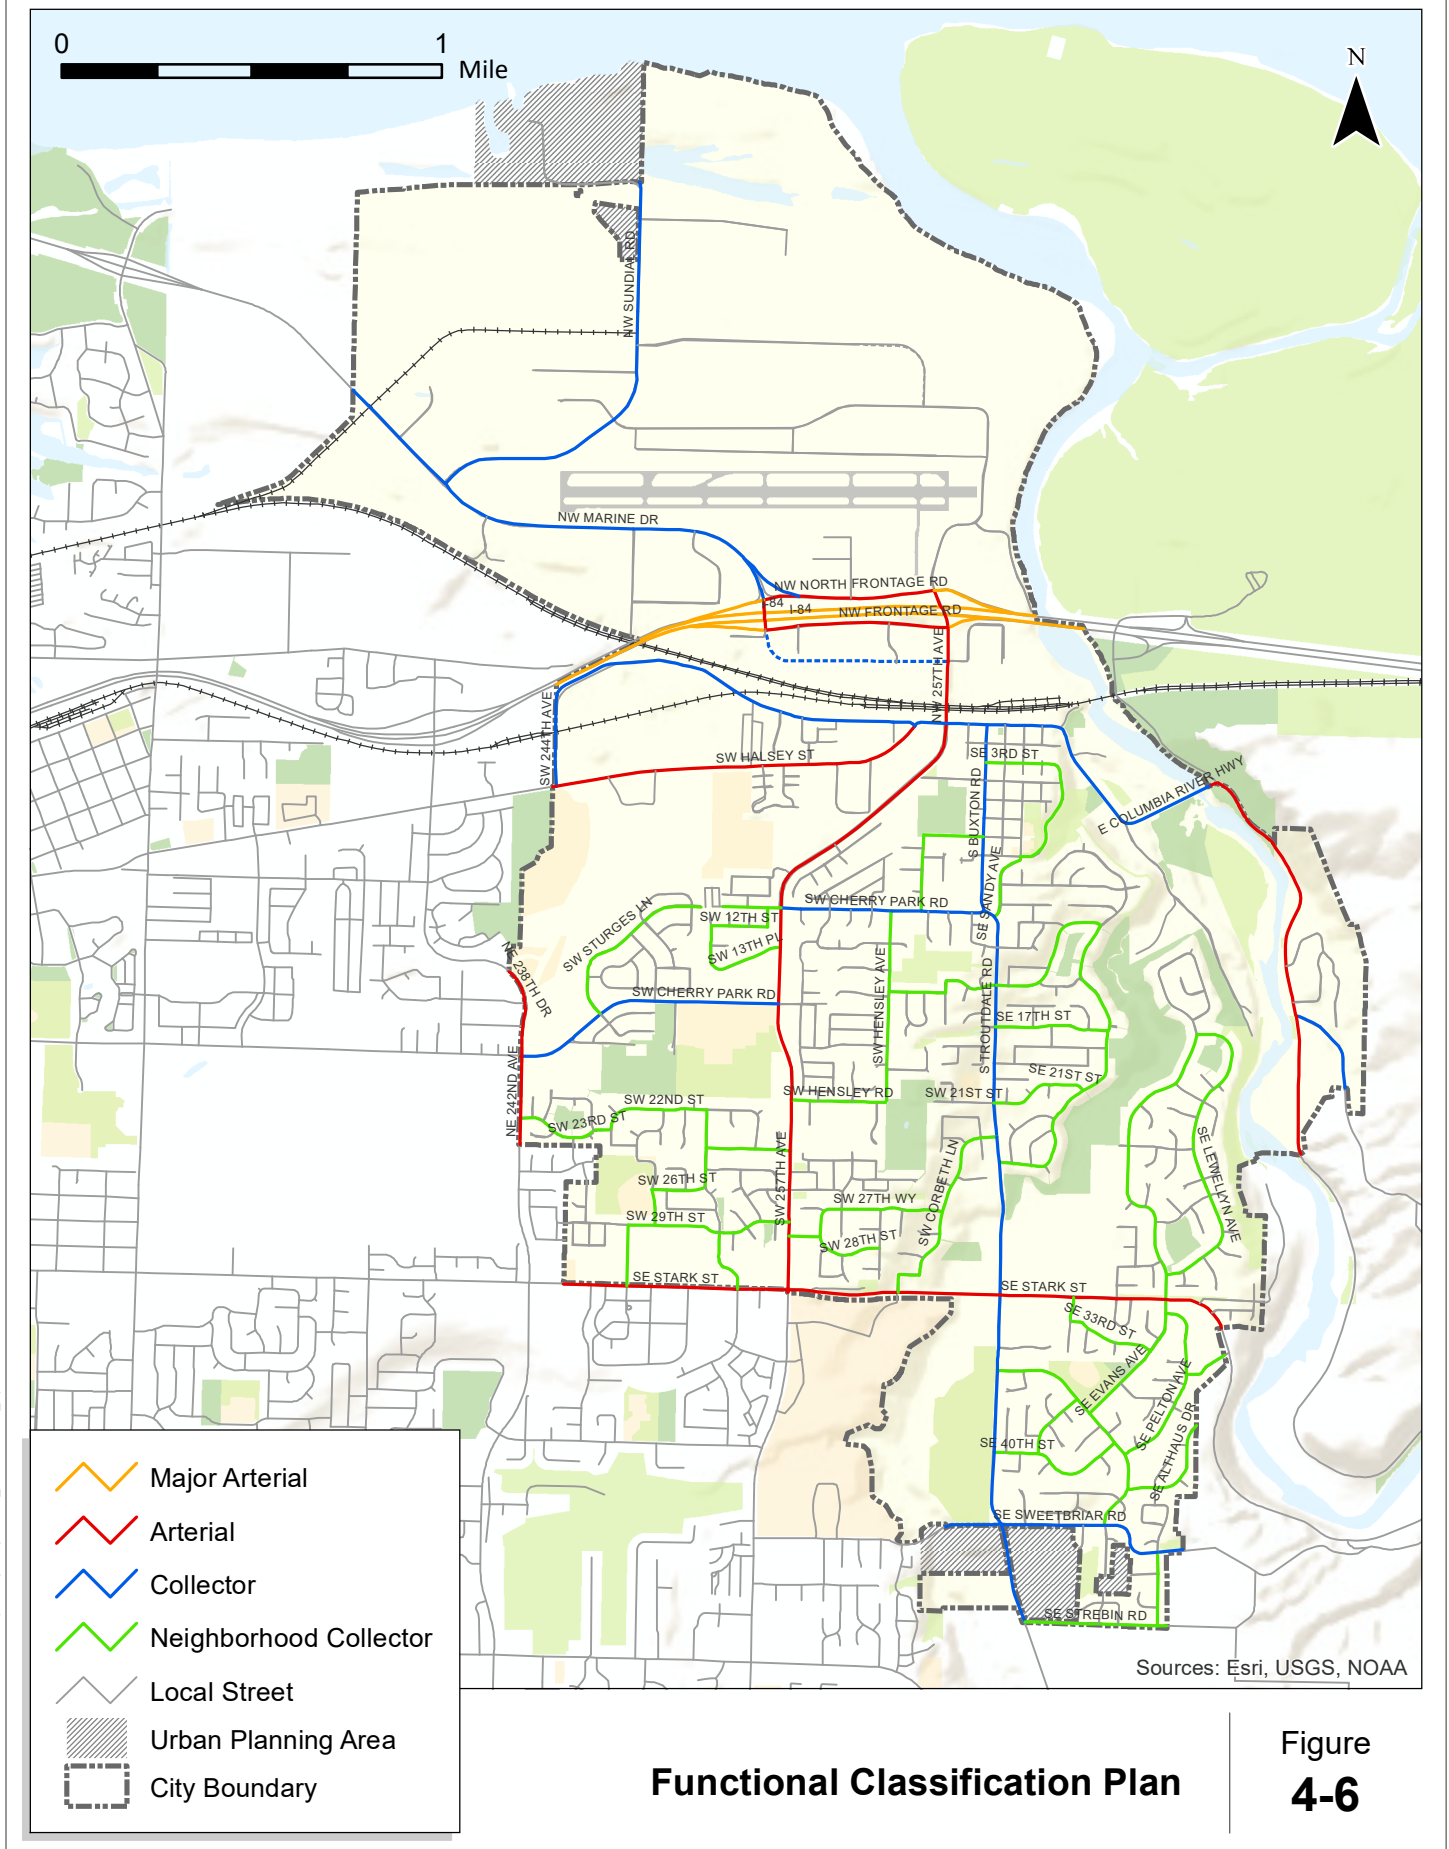 0 1
Mile
N
NW SUNDIAL RD
NW MARINE DR
NW NORTH FRONTAGE RD
I-84
I-84
NW FRONTAGE RD
NW 257TH AVE
SW 244TH AVE
SW HALSEY ST
SE 3RD ST
S BUXTON RD
E COLUMBIA RIVER HWY
SE SANDY AVE
SW CHERRY PARK RD
SW STURGES LN
SW 12TH ST
SW 13TH PL
NE 238TH DR
SW CHERRY PARK RD
SW HENSLEY AVE
S TROUTDALE RD
SE 17TH ST
NE 242ND AVE
SE 21ST ST
SW HENSLEY RD
SW 21ST ST
SW 22ND ST
SW 23RD ST
SW 257TH AVE
SW CORBETH LN
SE LEWELLYN AVE
SW 26TH ST
SW 27TH WY
SW 29TH ST
SW 28TH ST
SE STARK ST
SE STARK ST
SE 33RD ST
SE EVANS AVE
SE PELTON AVE
SE 40TH ST
SE ALTHAUS DR
SE SWEETBRIAR RD
SE STREBIN RD
Sources: Esri, USGS, NOAA
Major Arterial
Arterial
Collector
Neighborhood Collector
Local Street
Urban Planning Area
City Boundary
Functional Classification Plan
Figure
4-6